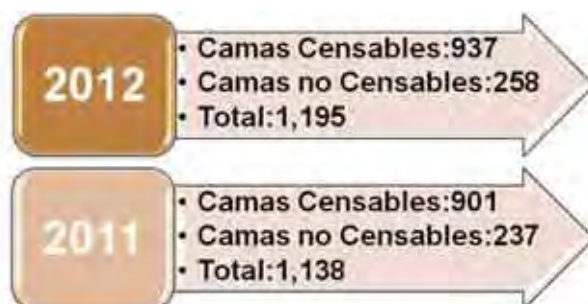 2012
• Camas Censables:937
• Camas no Censables:258
• Total:1,195
2011
• Camas Censables:901
• Camas no Censables:237
• Total:1,138